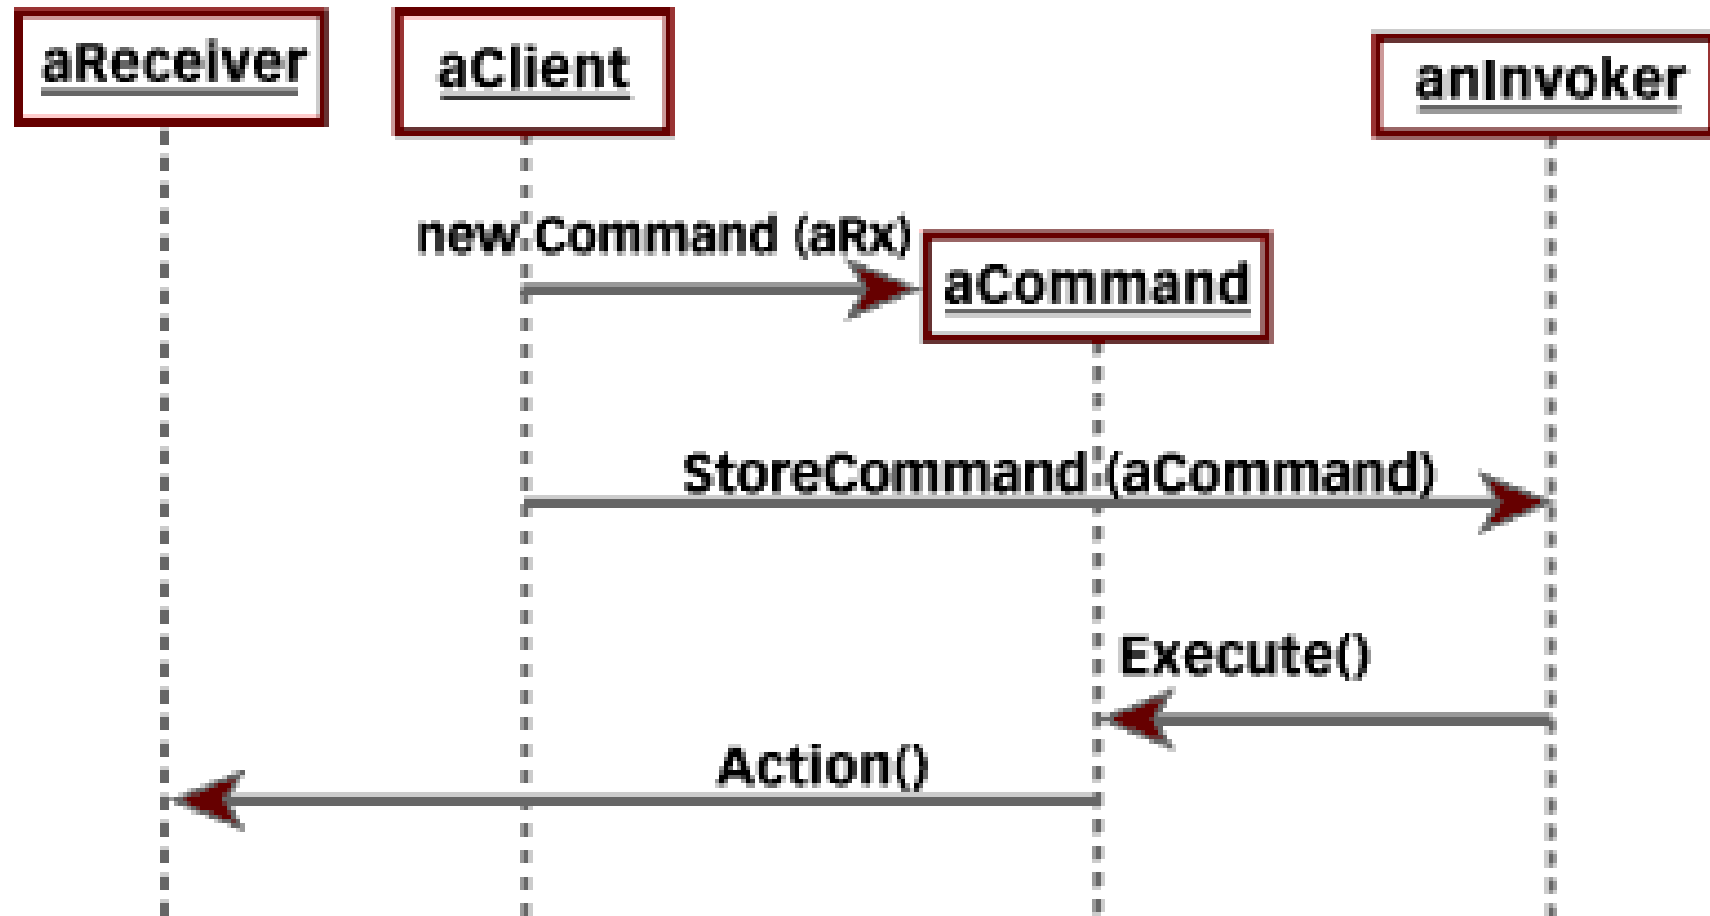 aReceiver
aClient
anInvoker
new Command (aRx)
aCommand
StoreCommand (aCommand)
Execute()
Action()